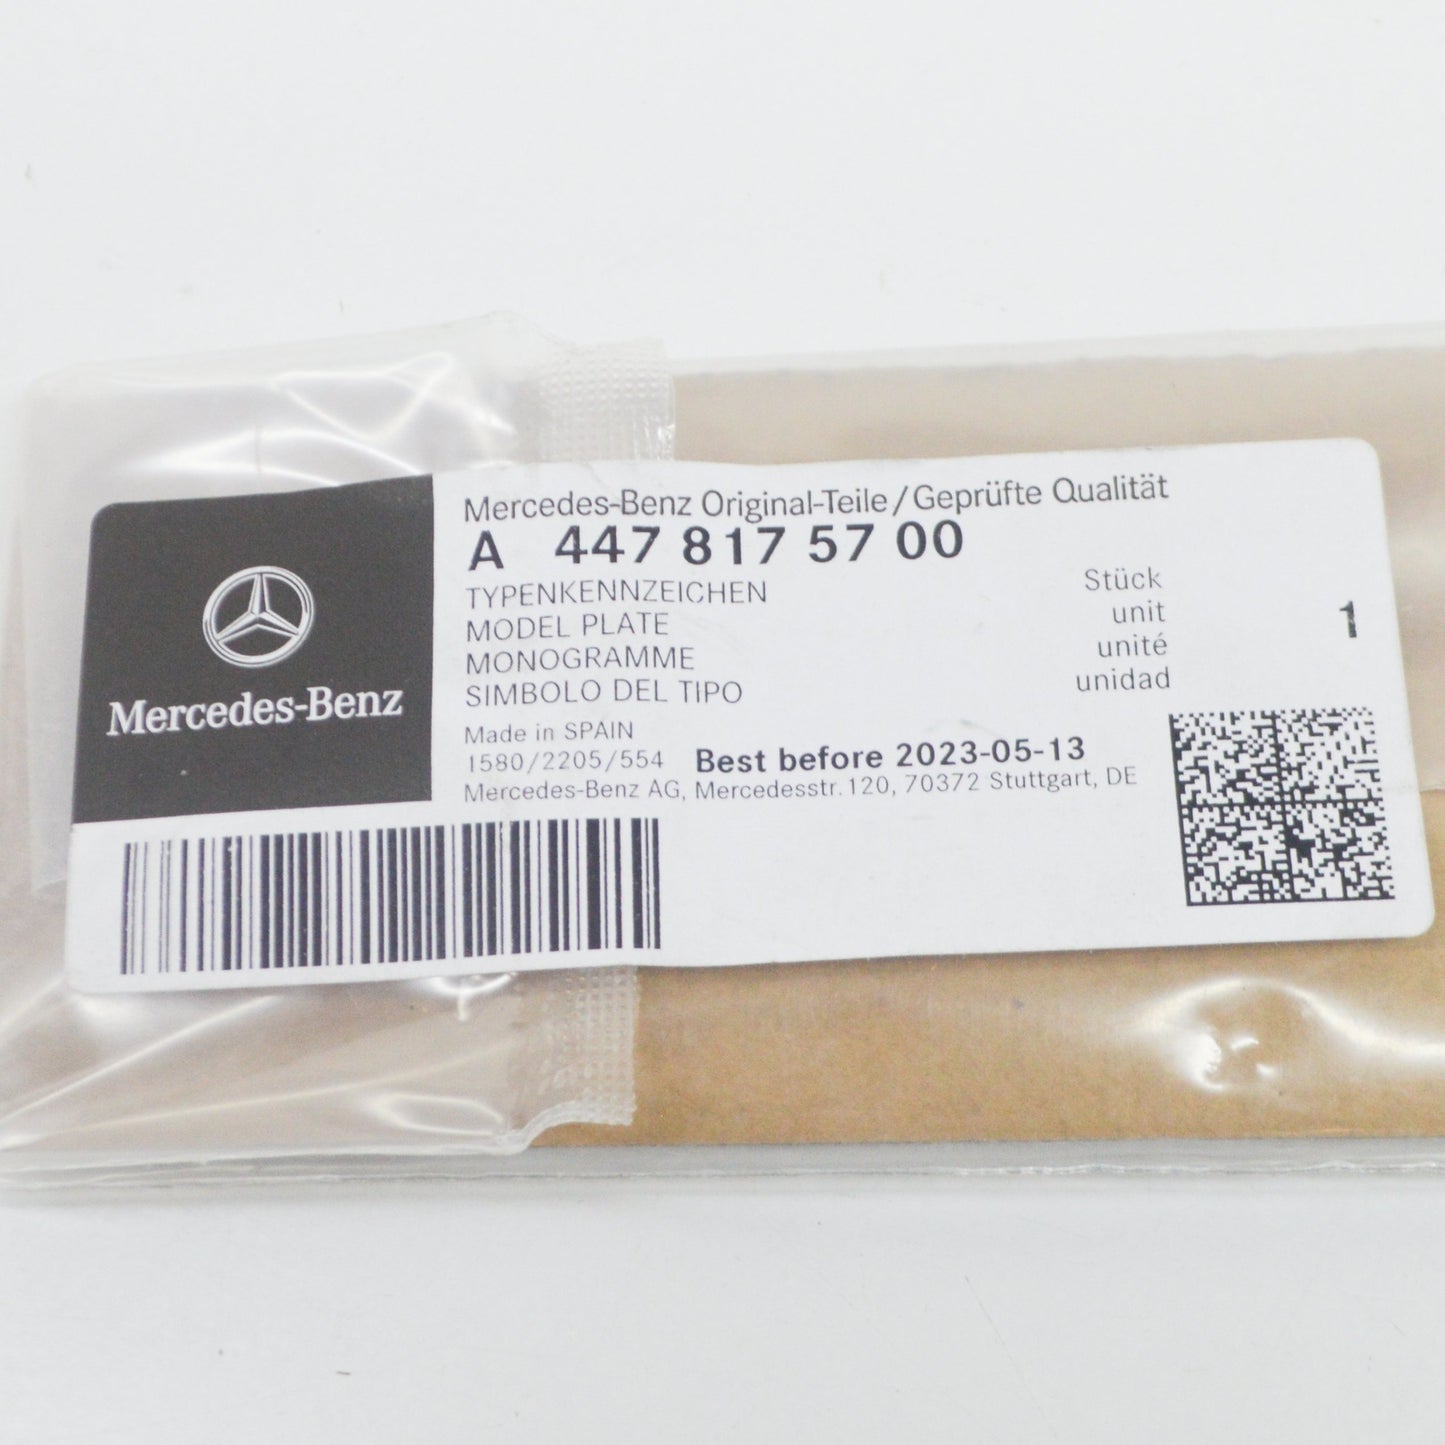 Mercedes-Benz
Mercedes-Benz Original-Teile/Geprüfte Qualität
A 447 817 57 00
TYPENKENNZEICHEN
MODEL PLATE
MONOGRAMME
SIMBOLO DEL TIPO
Stück
unit
unité
unidad
1
Made in SPAIN
1580/2205/554 Best before 2023-05-13
Mercedes-Benz AG, Mercedesstr. 120, 70372 Stuttgart, DE